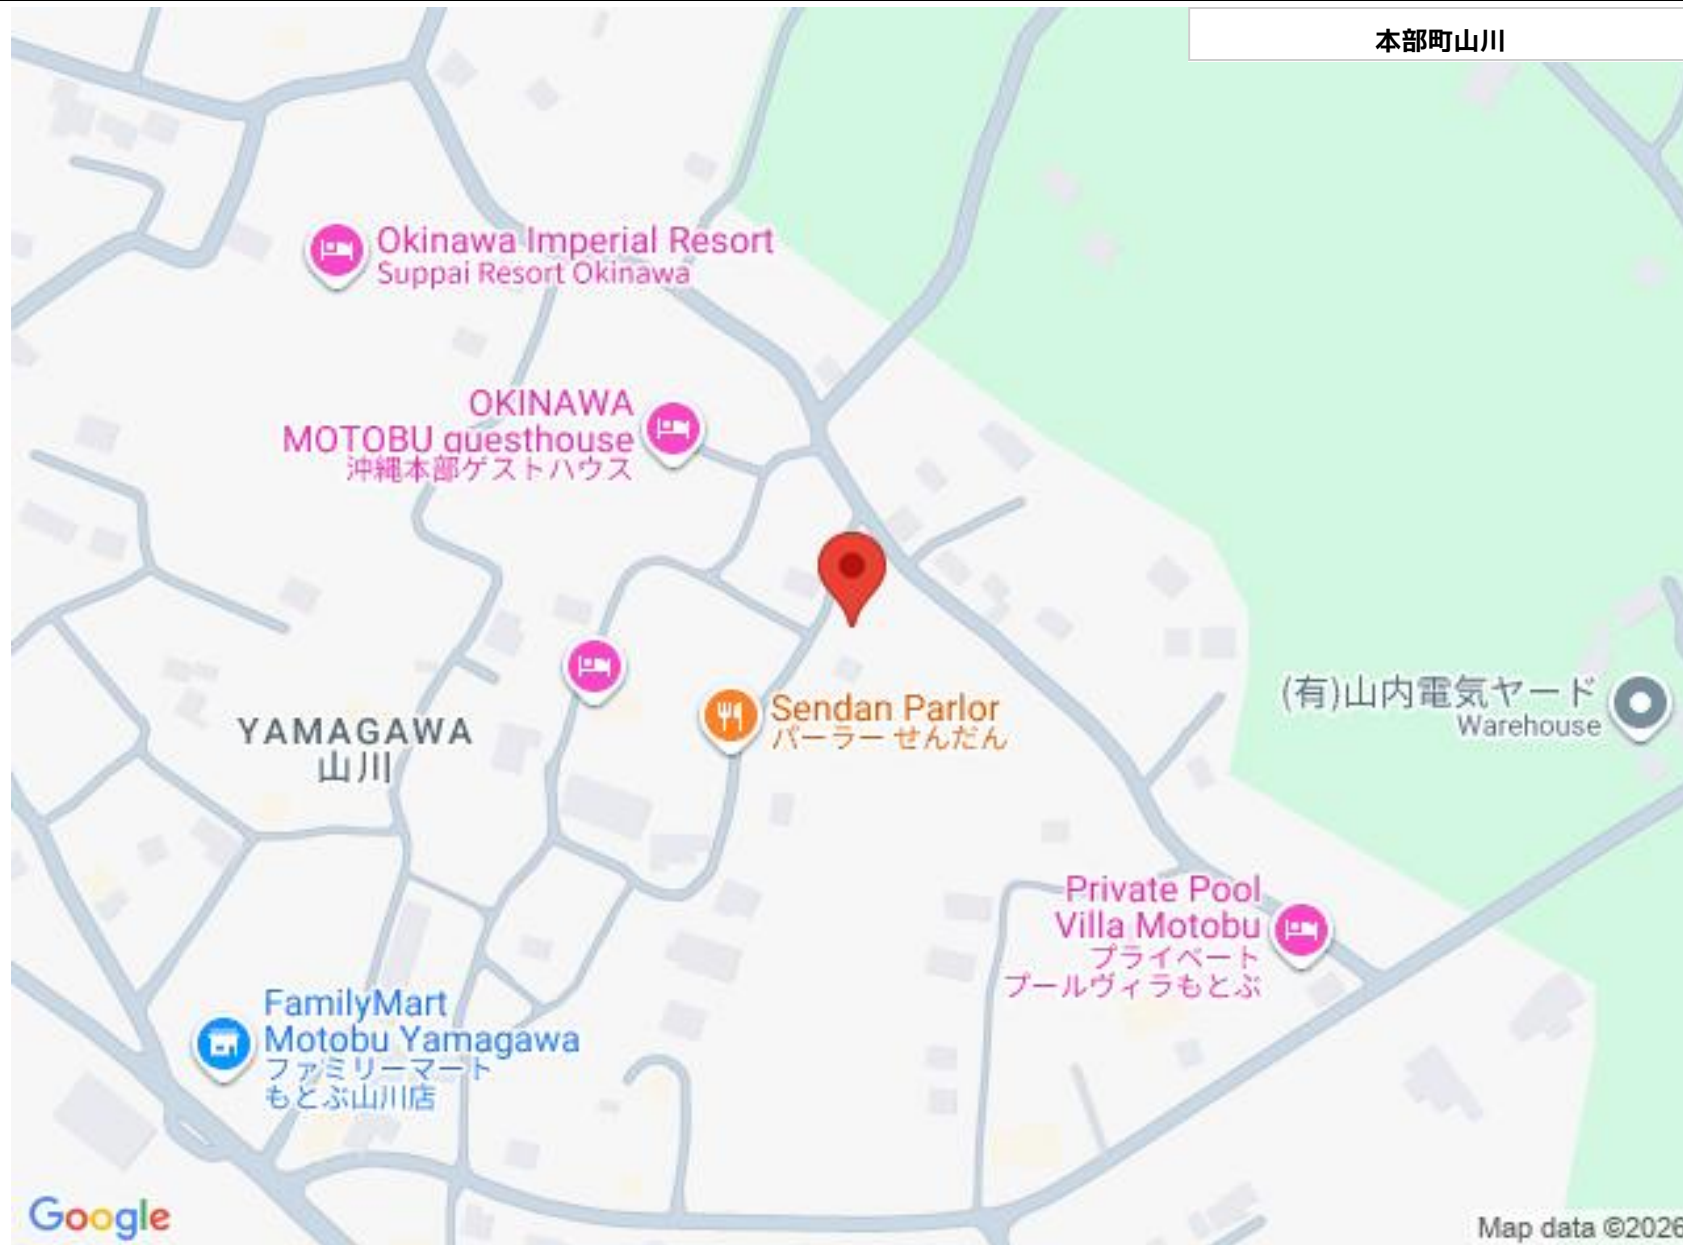 本部町山川
Okinawa Imperial Resort
Suppai Resort Okinawa
OKINAWA
MOTOBU guesthouse
沖縄本部ゲストハウス
(有)山内電気ヤード
Warehouse
Sendan Parlor
パーラー せんだん
YAMAGAWA
山川
Private Pool
Villa Motobu
プライベート
プールヴィラもとぶ
FamilyMart
Motobu Yamagawa
ファミリーマート
もとぶ山川店
Google
Map data ©2026